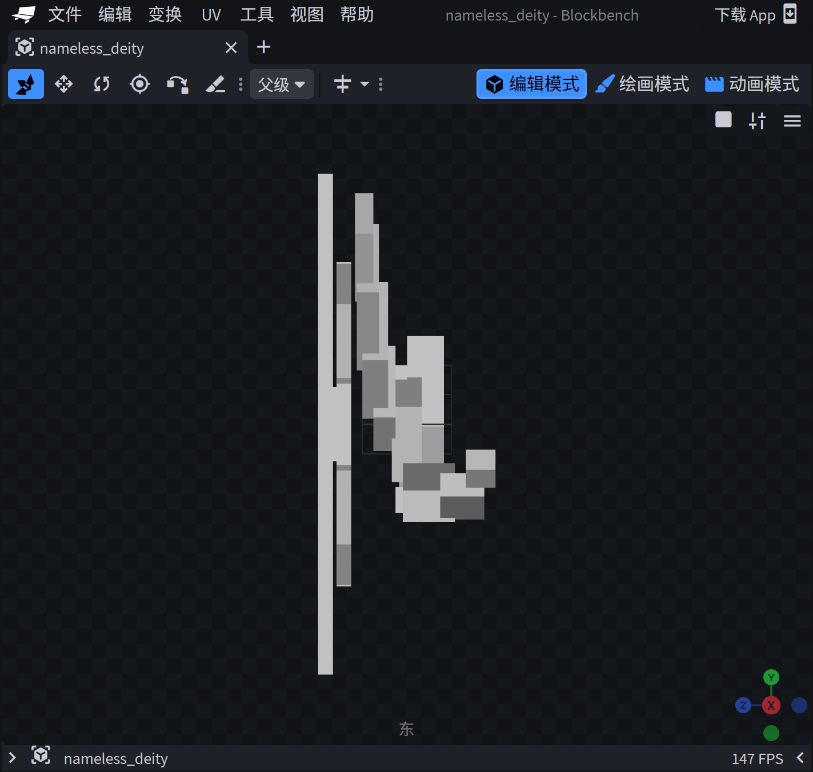 文件 编辑 变换 UV 工具 视图 帮助 nameless_deity - Blockbench 下载 App
nameless_deity
父级 编辑模式 绘画模式 动画模式
Y
Z X
东
nameless_deity 147 FPS